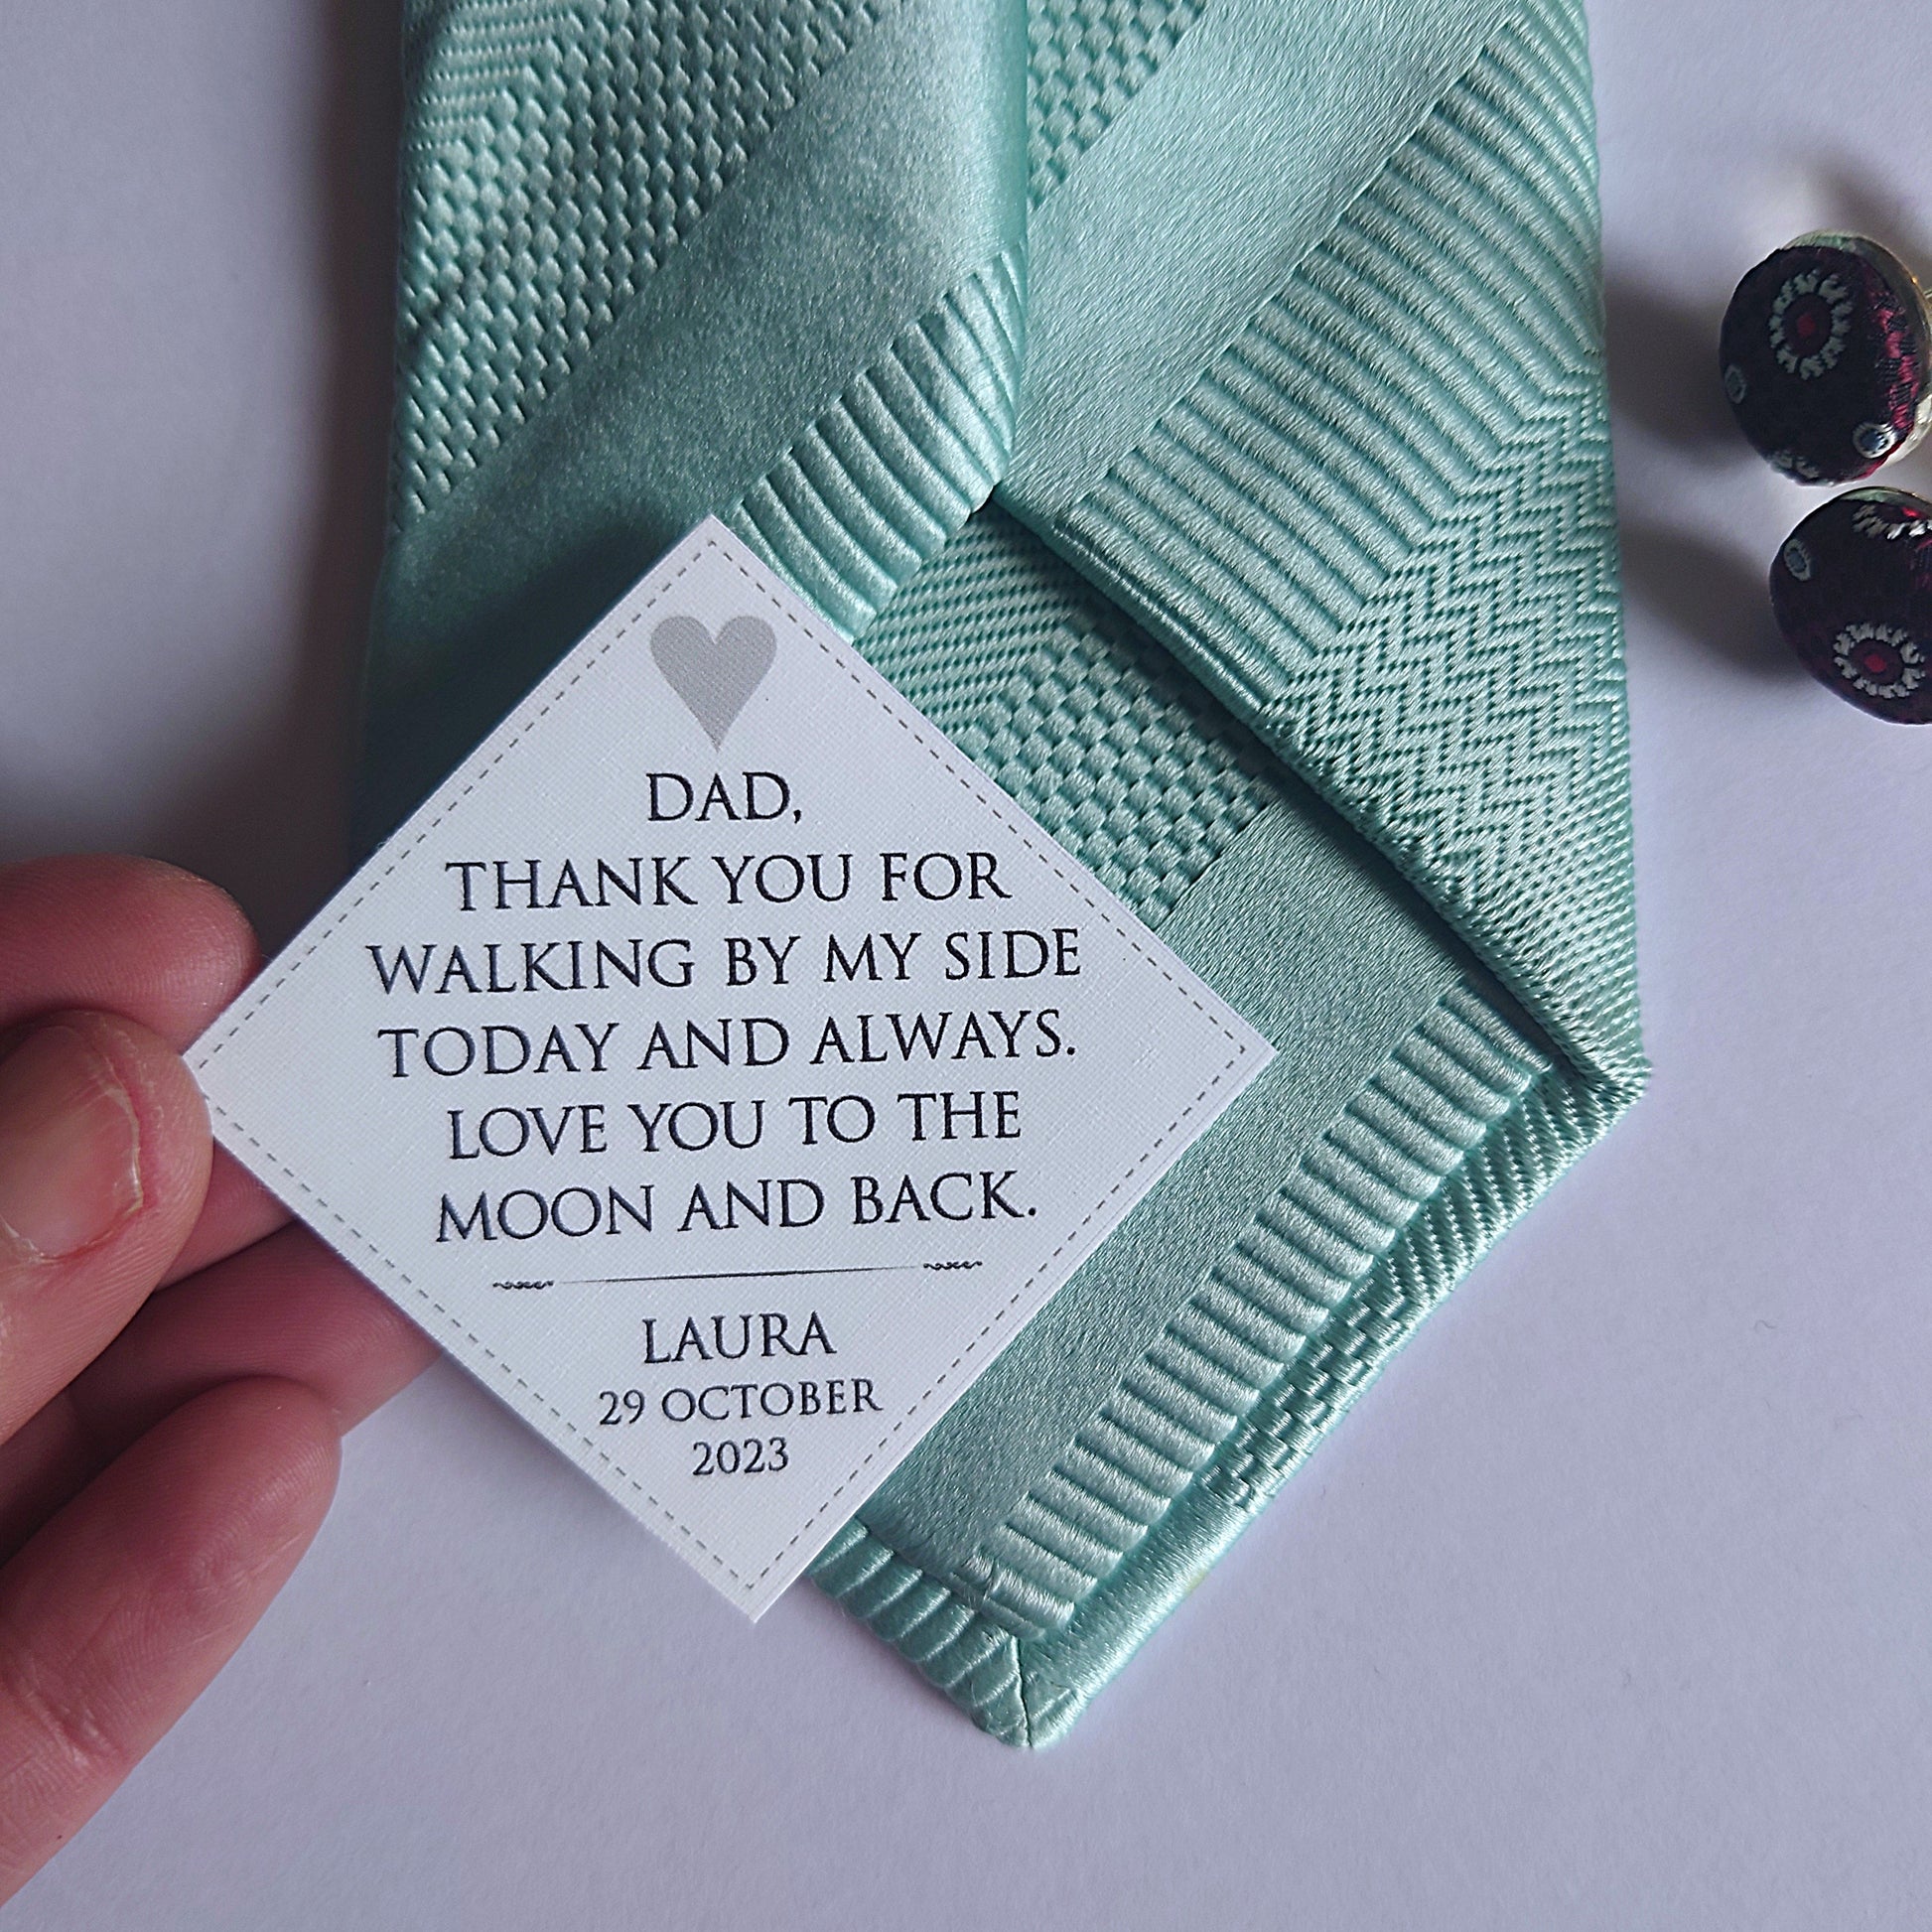 DAD,
THANK YOU FOR
WALKING BY MY SIDE
TODAY AND ALWAYS.
LOVE YOU TO THE
MOON AND BACK.
LAURA
29 OCTOBER
2023